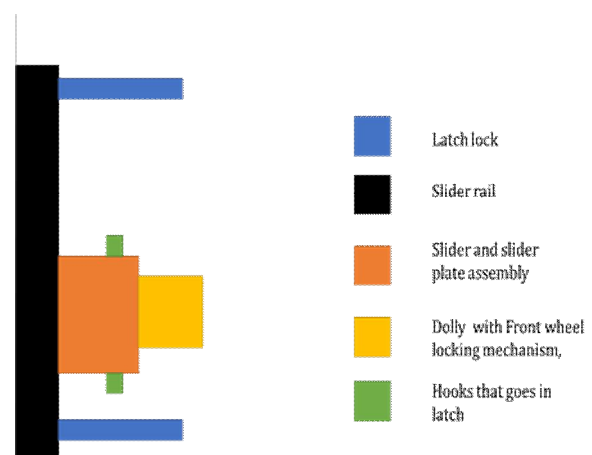 Latch lock
Slider rail
Slider and slider
plate assembly
Dolly with Front wheel
locking mechanism,
Hooks that goes in
latch